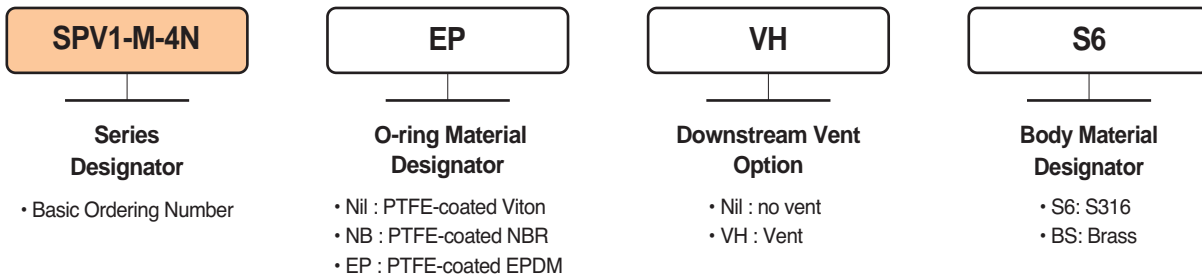 SPV1-M-4N
EP
VH
S6
Series
Designator
• Basic Ordering Number
O-ring Material
Designator
• Nil : PTFE-coated Viton
• NB : PTFE-coated NBR
• EP : PTFE-coated EPDM
Downstream Vent
Option
• Nil : no vent
• VH : Vent
Body Material
Designator
• S6: S316
• BS: Brass